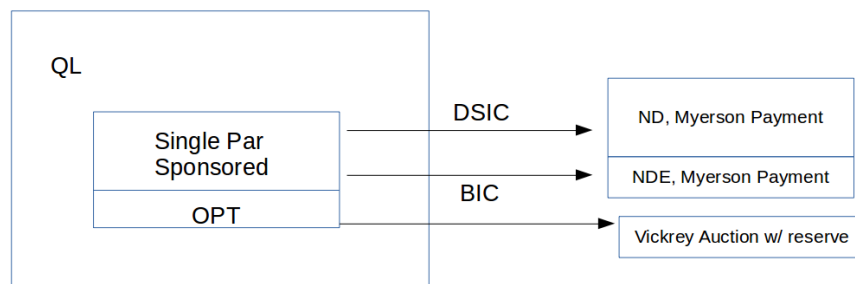 QL
DSIC
ND, Myerson Payment
Single Par
Sponsored
NDE, Myerson Payment
BIC
OPT
Vickrey Auction w/ reserve